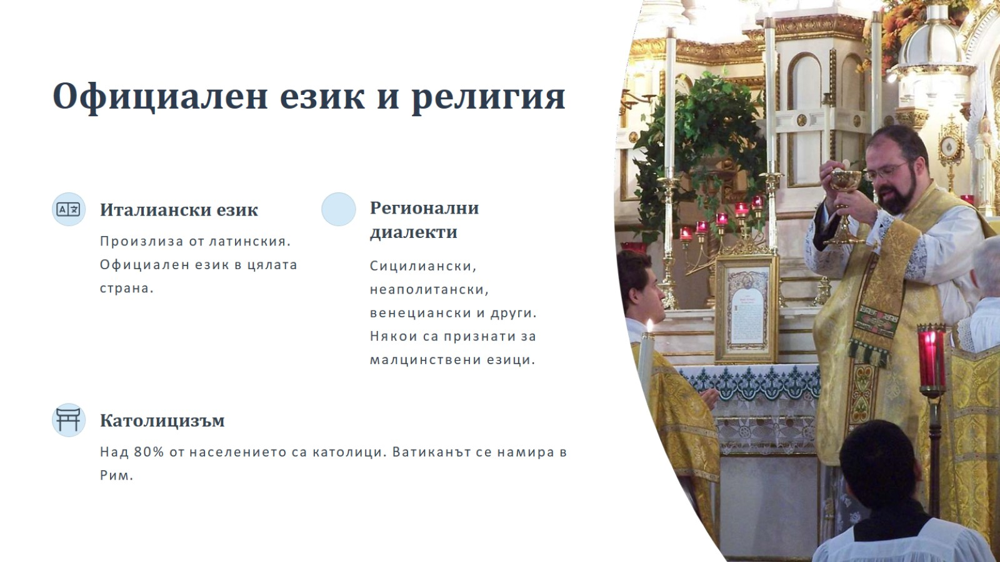 Официален език и религия
Италиански език
Произлиза от латинския.
Официален език в цялата
страна.
Регионални
диалекти
Сицилиански,
неаполитански,
венециански и други.
Някои са признати за
малцинствени езици.
Католицизъм
Над 80% от населението са католици. Ватиканът се намира в
Рим.